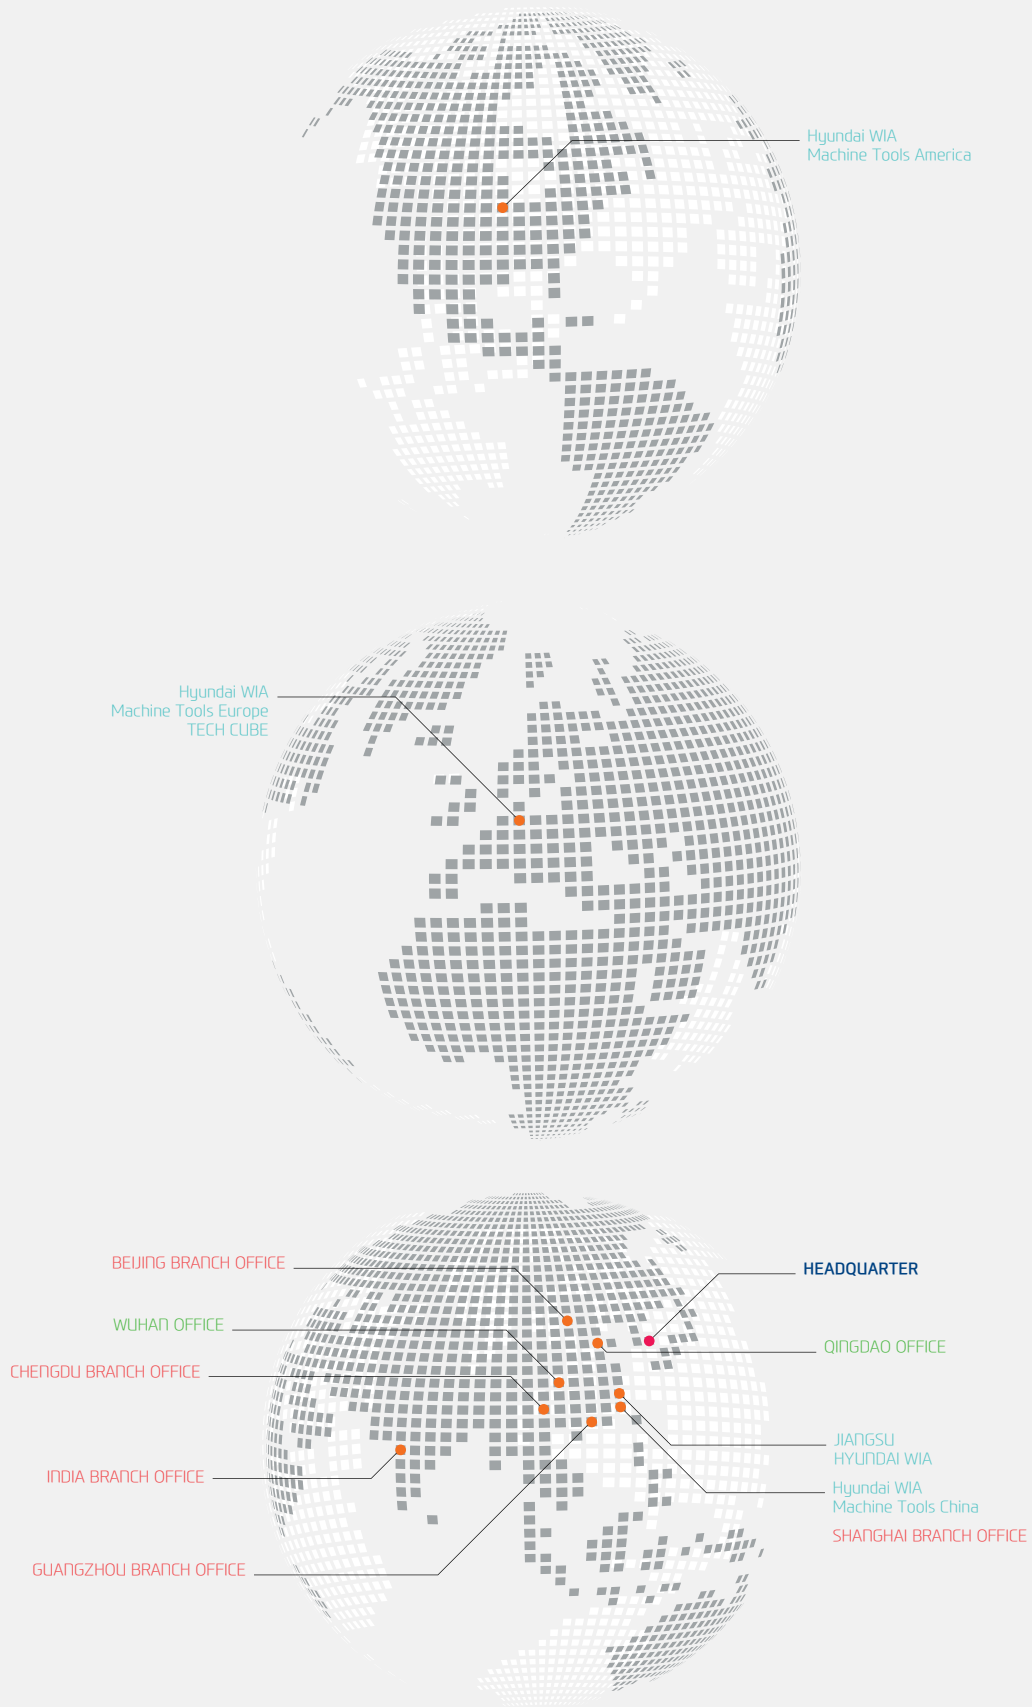 Hyundai WIA
Machine Tools America
Hyundai WIA
Machine Tools Europe
TECH CUBE
BEIJING BRANCH OFFICE
HEADQUARTER
WUHAN OFFICE
QINGDAO OFFICE
CHENGDU BRANCH OFFICE
JIANGSU
HYUNDAI WIA
INDIA BRANCH OFFICE
Hyundai WIA
Machine Tools China
SHANGHAI BRANCH OFFICE
GUANGZHOU BRANCH OFFICE